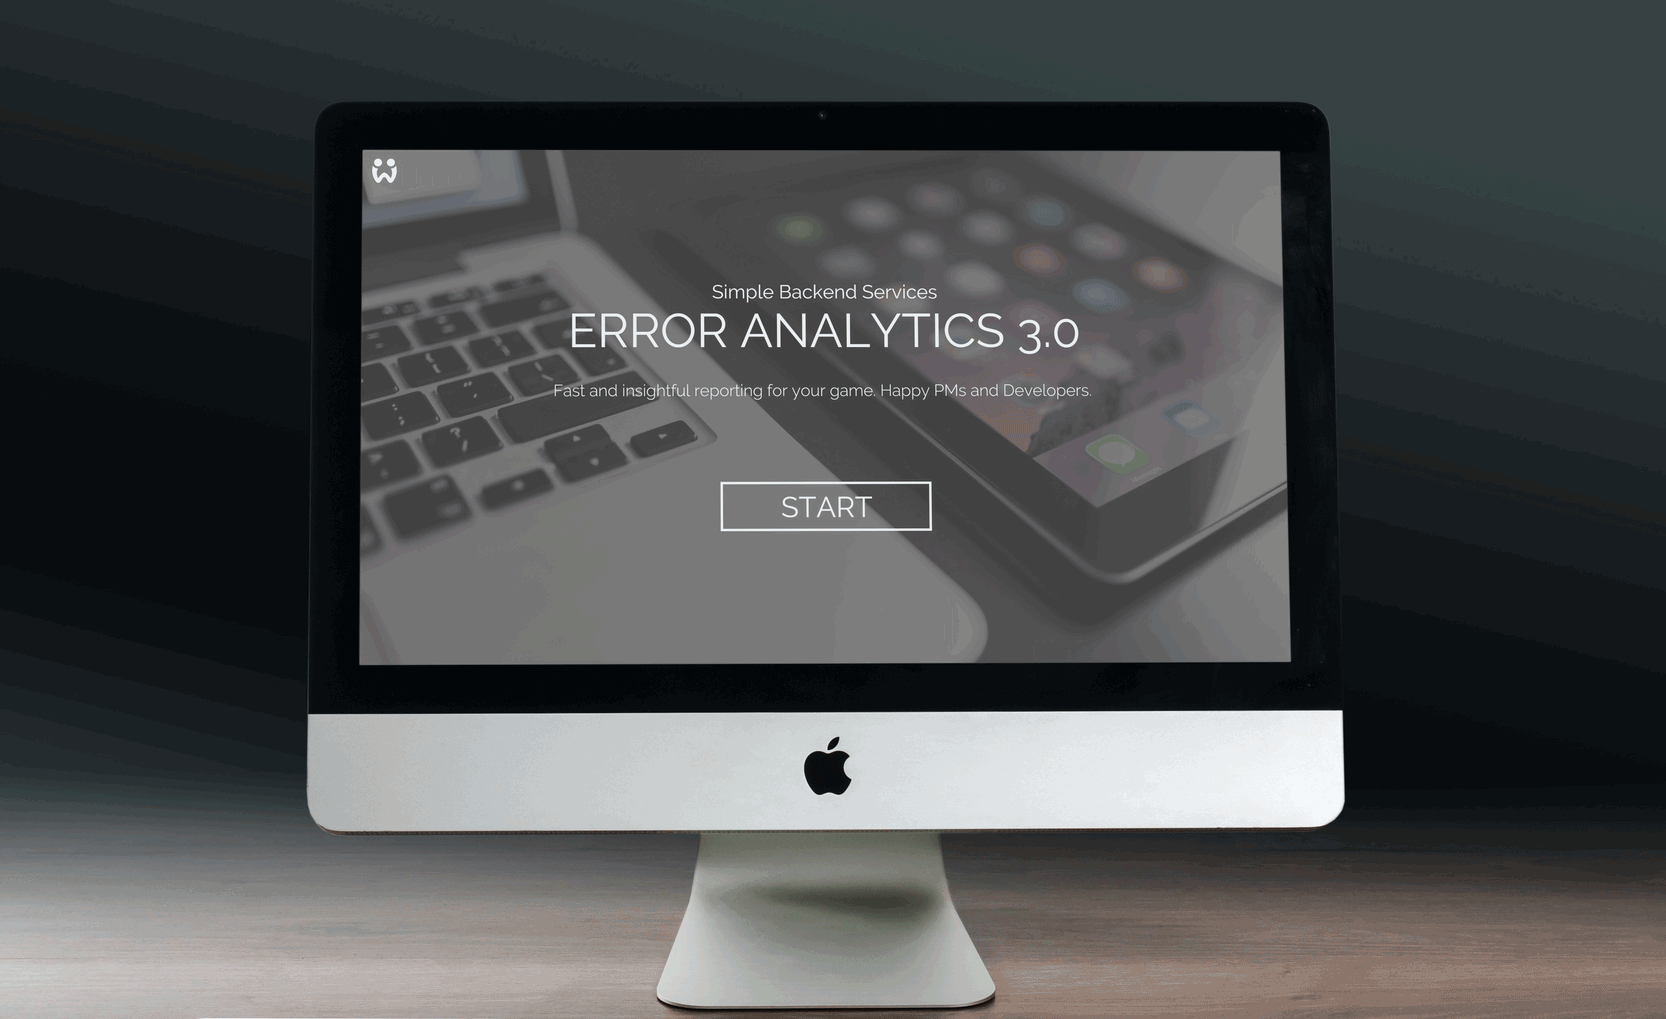 Simple Backend Services
ERROR ANALYTICS 3.0
Fast and insightful reporting for your game. Happy PMs and Developers.
START